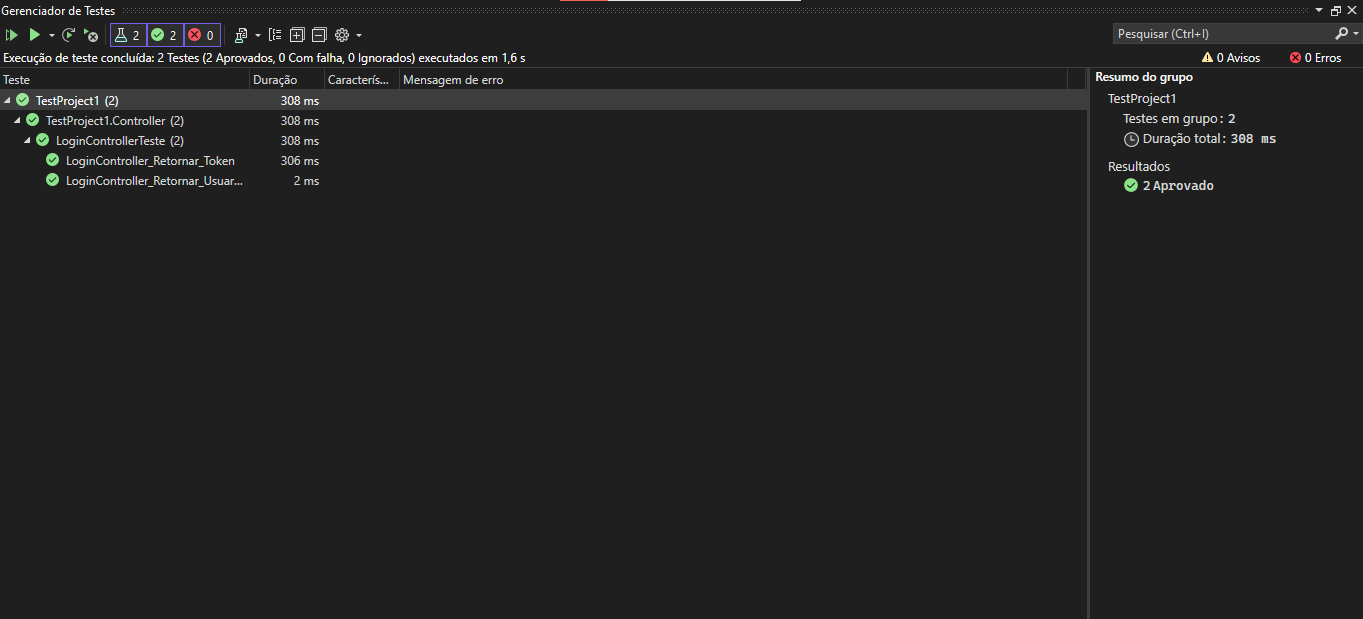 Gerenciador de Testes
2 2 0
Pesquisar (Ctrl+I)
Execução de teste concluída: 2 Testes (2 Aprovados, 0 Com falha, 0 Ignorados) executados em 1,6 s
0 Avisos 0 Erros
Teste Duração Caracterís... Mensagem de erro
TestProject1 (2) 308 ms
TestProject1.Controller (2) 308 ms
LoginControllerTeste (2) 308 ms
LoginController_Retornar_Token 306 ms
LoginController_Retornar_Usuar... 2 ms
Resumo do grupo
TestProject1
Testes em grupo: 2
Duração total: 308 ms
Resultados
2 Aprovado